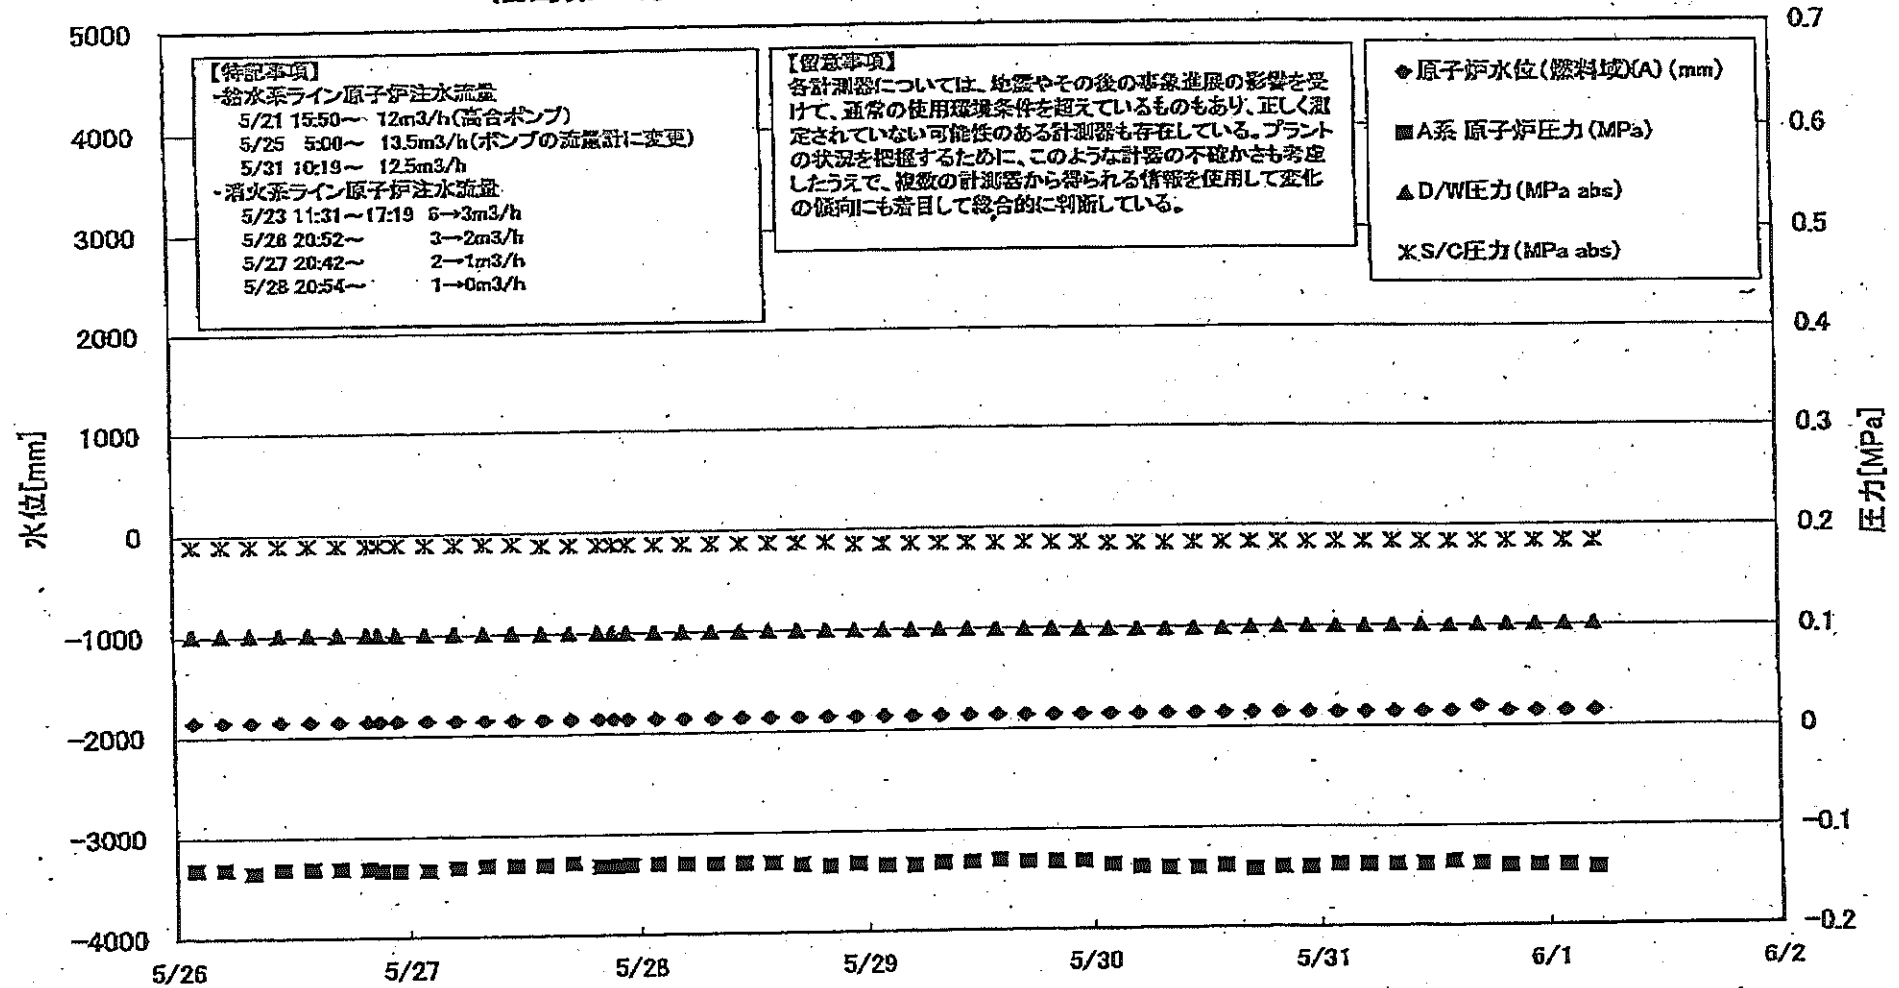 5000
4000
3000
2000
1000
0
-1000
-2000
-3000
-4000
水位[mm]
【特記事項】
・給水系ライン原子炉注水流量
5/21 15:50～ 12m3/h(高台ポンプ)
5/25 5:00～ 13.5m3/h(ポンプの流量計に変更)
5/31 10:19～ 12.5m3/h
・消火系ライン原子炉注水流量
5/23 11:31～17:19 6→3m3/h
5/26 20:52～ 3→2m3/h
5/27 20:42～ 2→1m3/h
5/28 20:54～ 1→0m3/h
【留意事項】
各計測器については、地震やその後の事象進展の影響を受
けて、通常の使用環境条件を超えているものもあり、正しく測
定されていない可能性のある計測器も存在している。プラント
の状況を把握するために、このような計器の不確かさも考慮
したうえで、複数の計測器から得られる情報を使用して変化
の傾向にも着目して総合的に判断している。
原子炉水位(燃料域)(A) (mm)
A系 原子炉圧力 (MPa)
D/W圧力 (MPa abs)
S/C圧力 (MPa abs)
0.7
0.6
0.5
0.4
0.3
0.2
0.1
0
-0.1
-0.2
圧力[MPa]
5/26
5/27
5/28
5/29
5/30
5/31
6/1
6/2